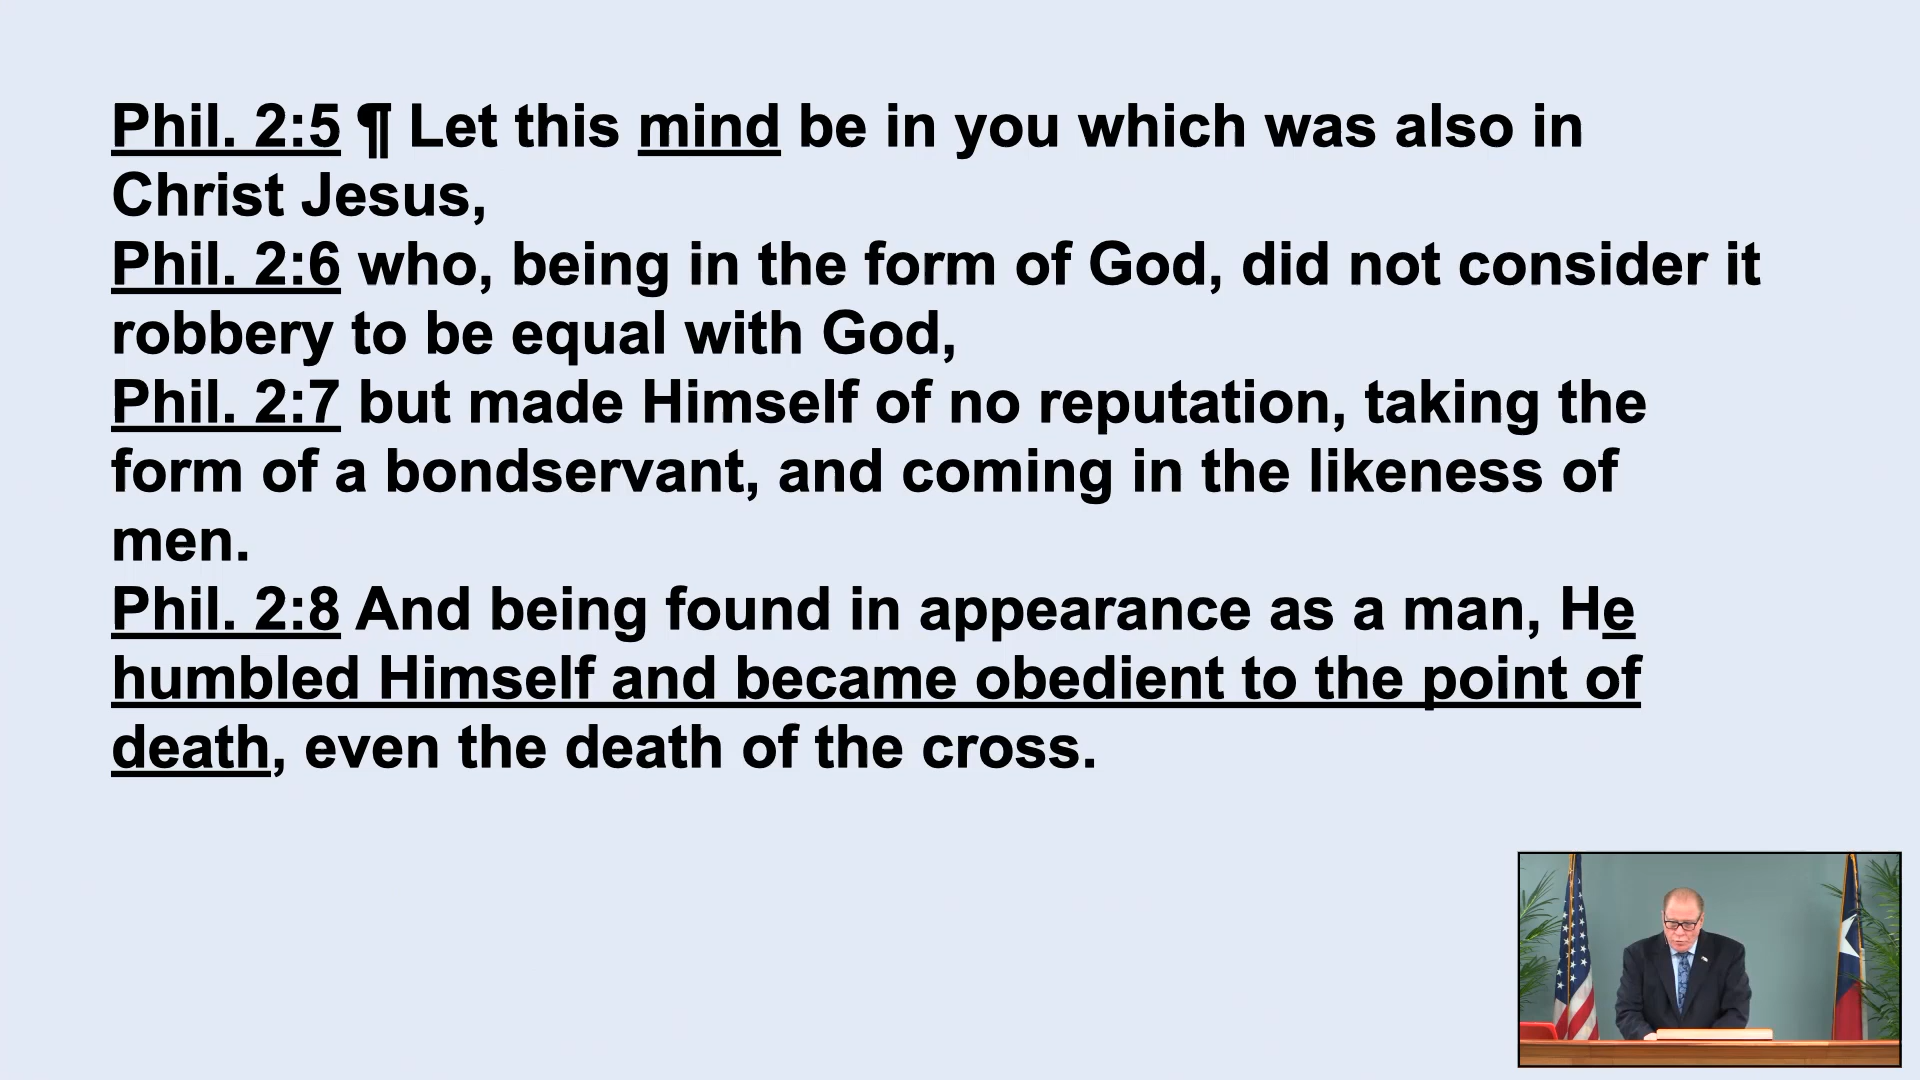 Phil. 2:5 ¶ Let this mind be in you which was also in
Christ Jesus,
Phil. 2:6 who, being in the form of God, did not consider it
robbery to be equal with God,
Phil. 2:7 but made Himself of no reputation, taking the
form of a bondservant, and coming in the likeness of
men.
Phil. 2:8 And being found in appearance as a man, He
humbled Himself and became obedient to the point of
death, even the death of the cross.